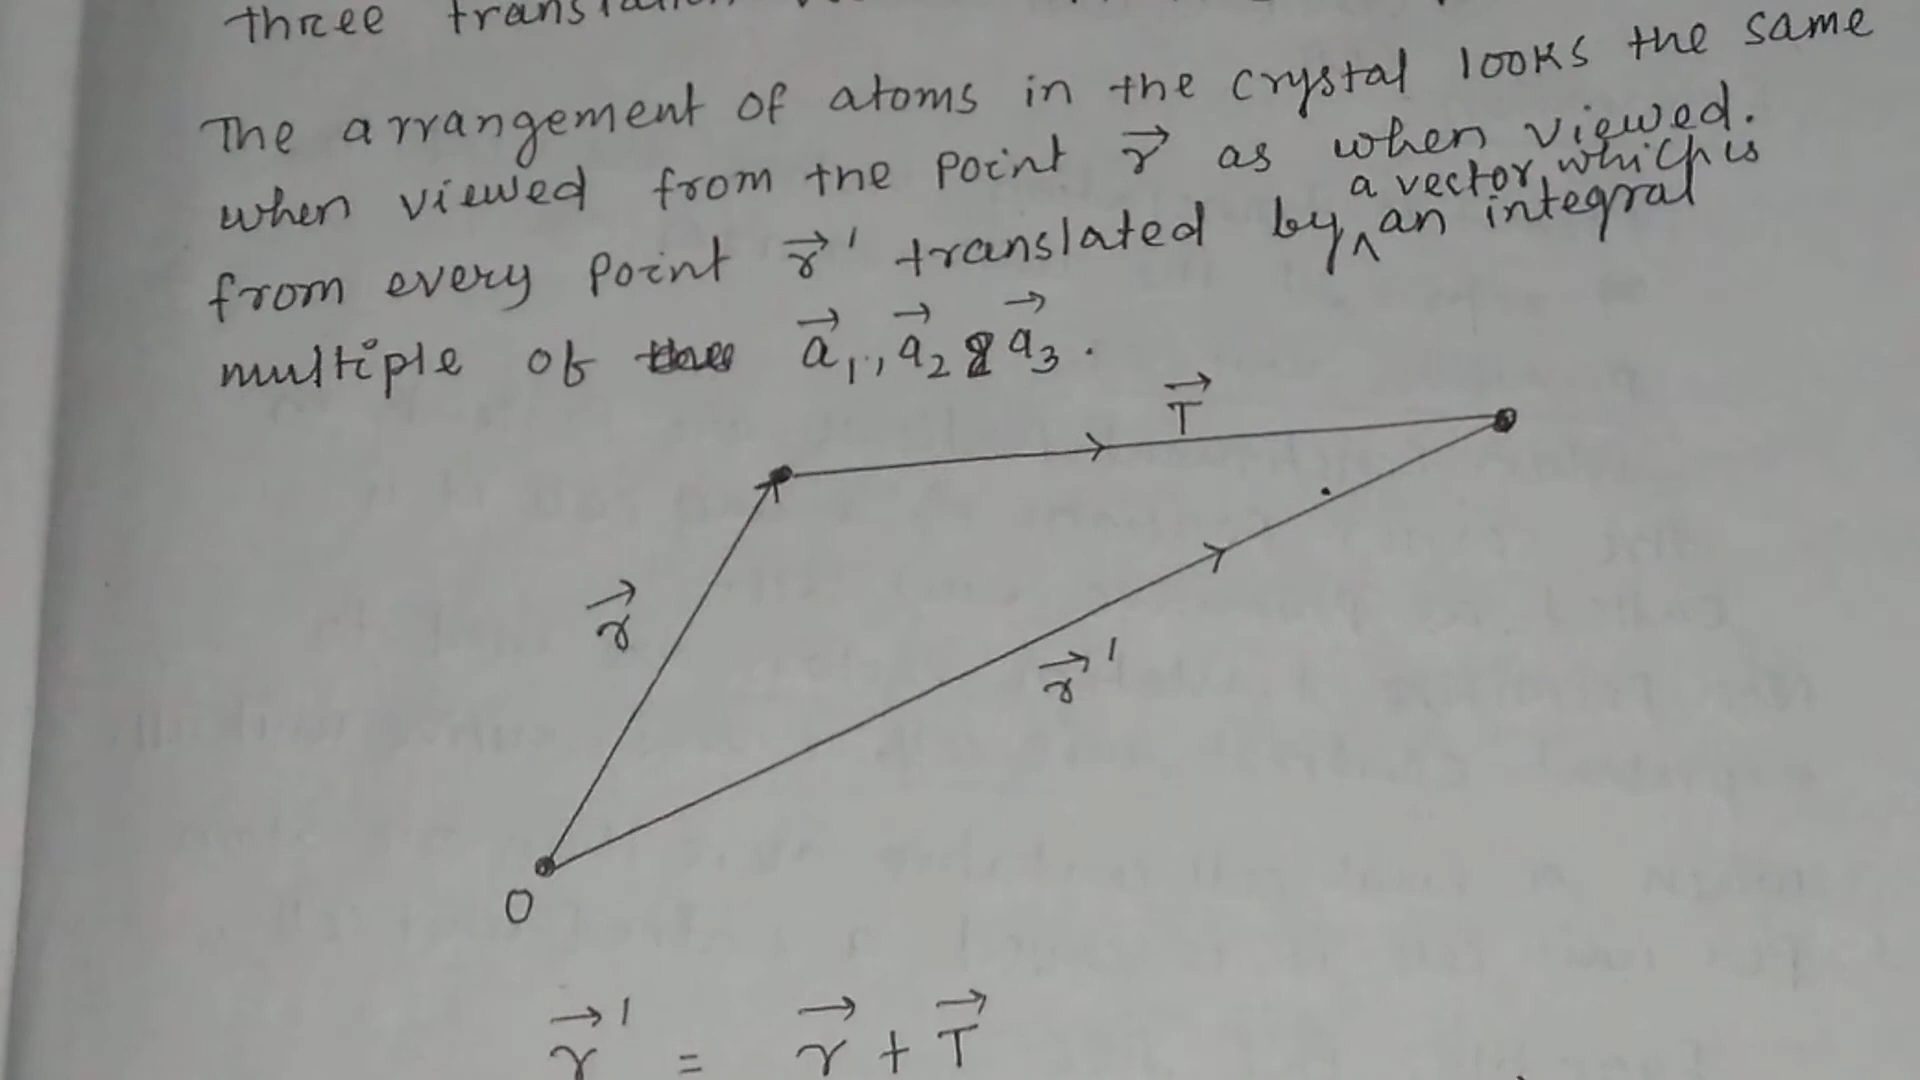 three
The arrangement of atoms in the crystal looks the same
when viewed from the point r⃗ as when viewed.
from every point r⃗' translated by ^ a vector, which is an integral
multiple of a⃗₁, a⃗₂ & a⃗₃.
T⃗
r⃗
r⃗'
O
r⃗' = r⃗ + T⃗